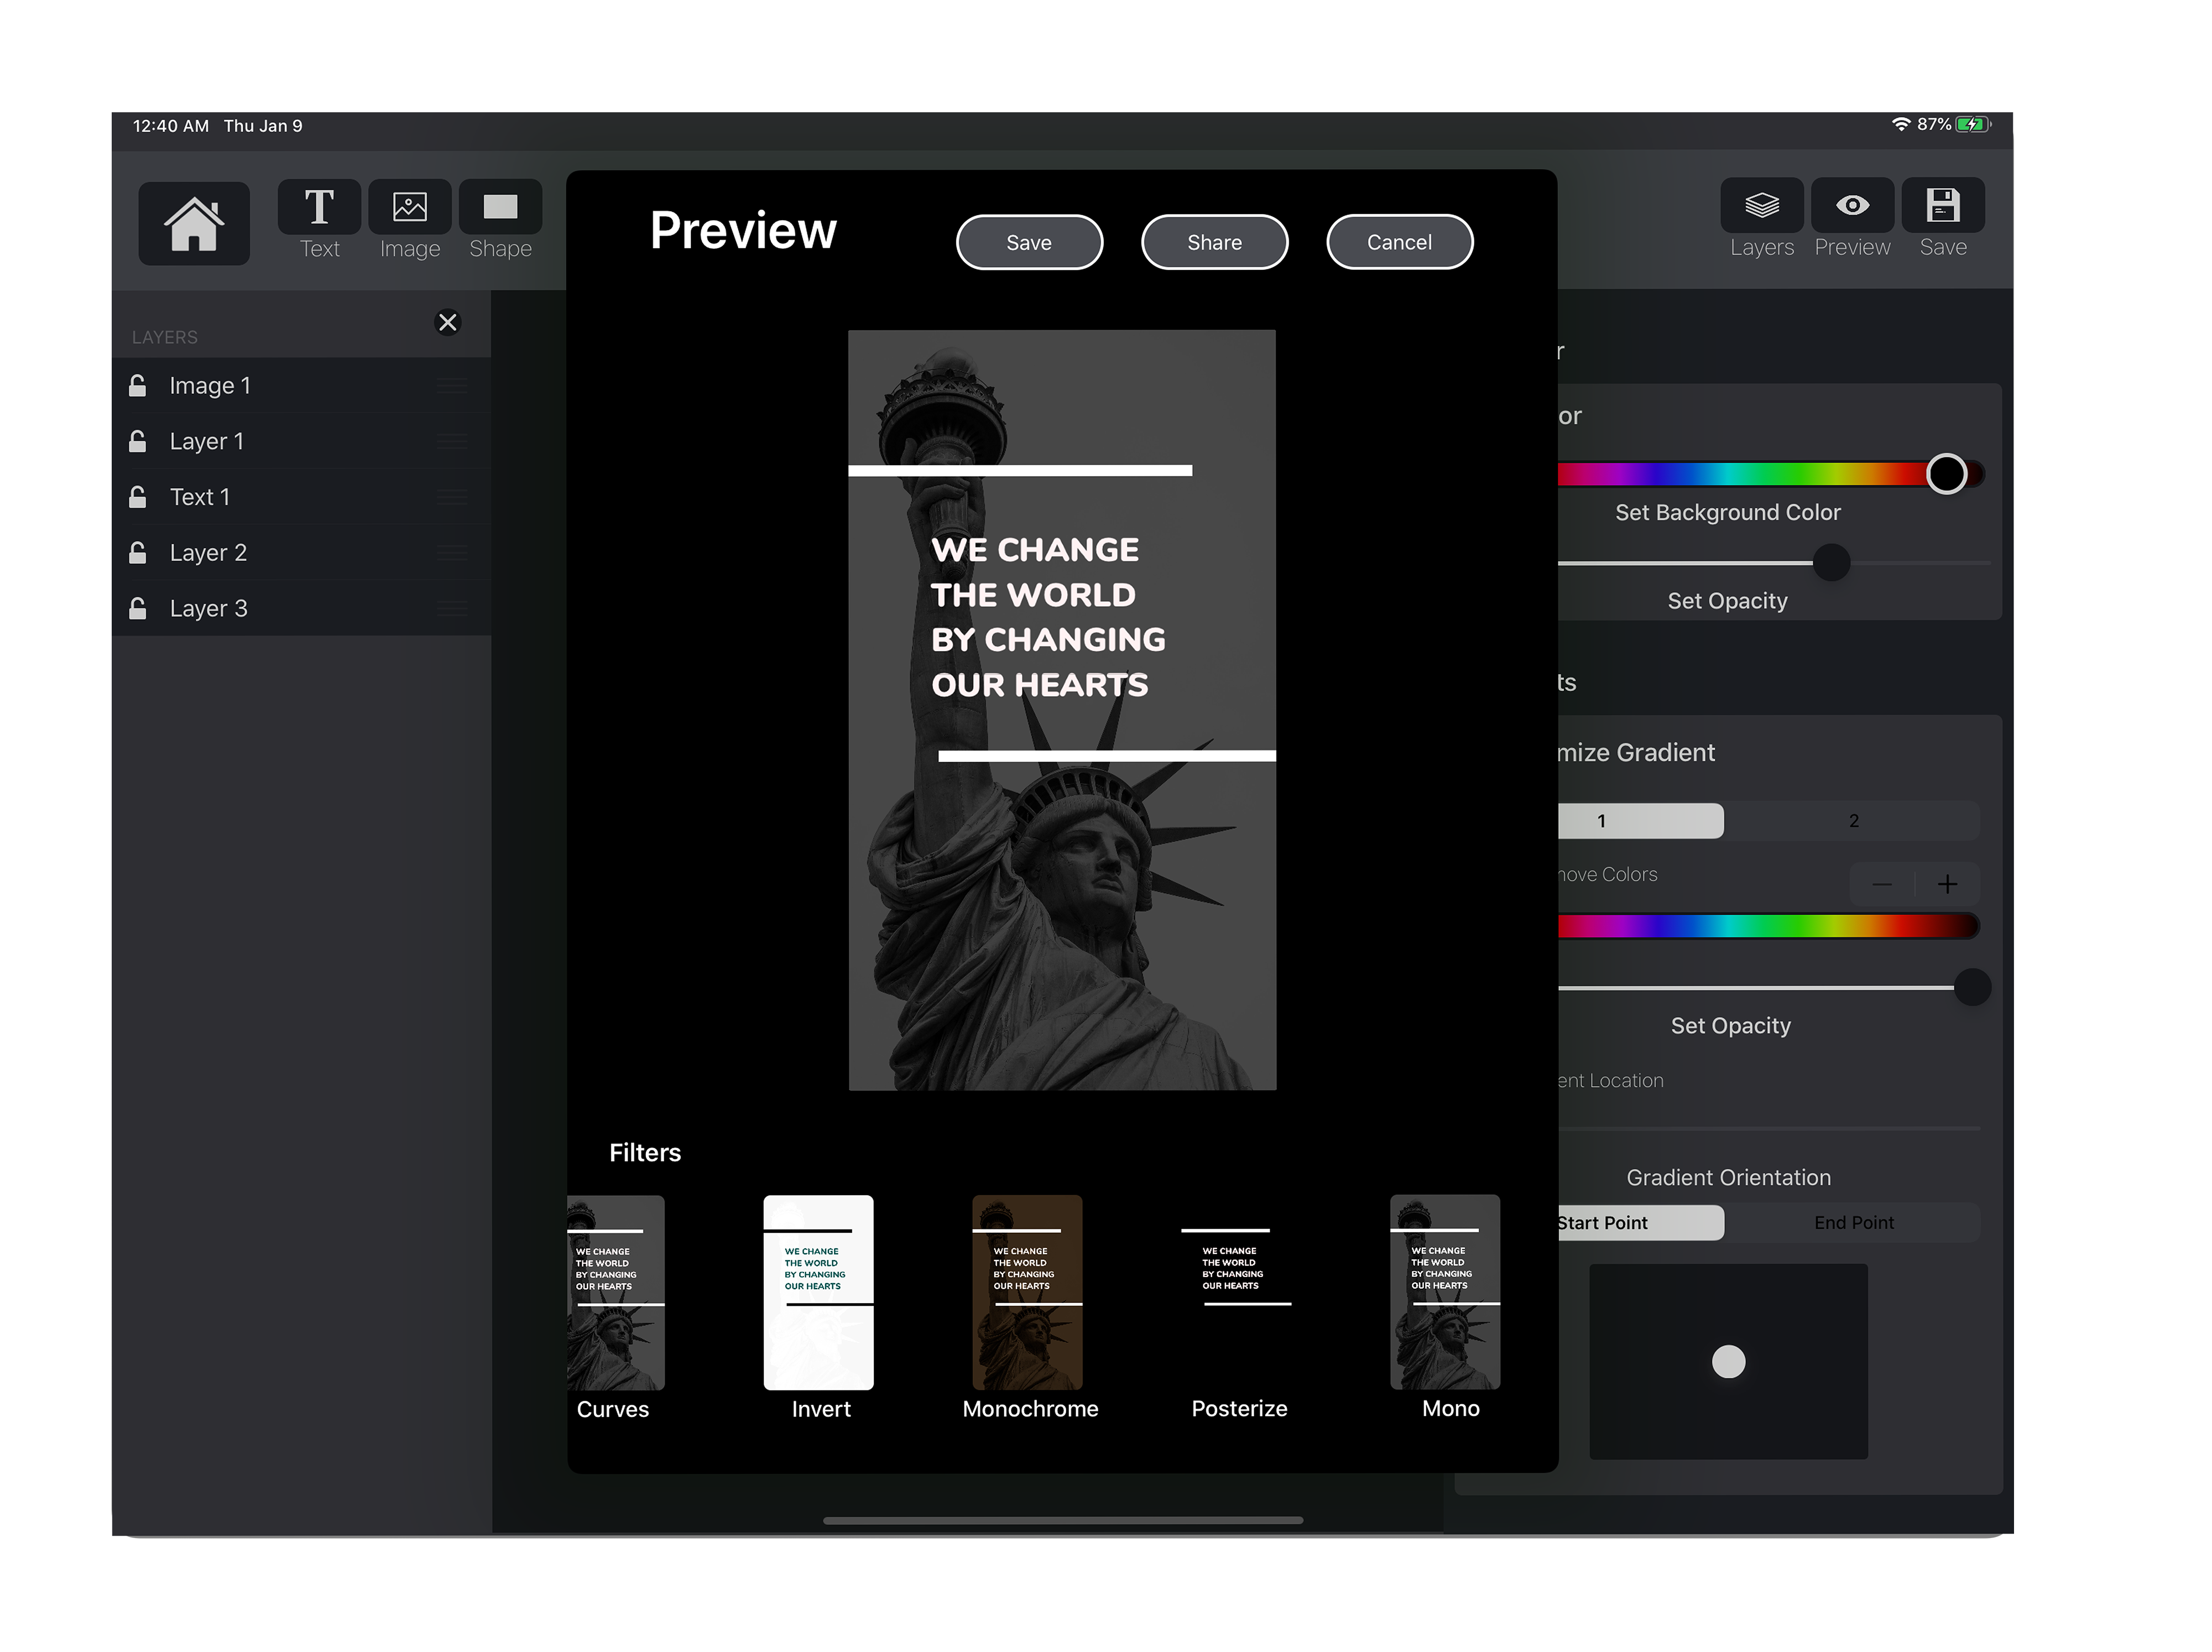 12:40 AM Thu Jan 9
87%
Text
Image
Shape
Preview
Save
Share
Cancel
Layers
Preview
Save
LAYERS
Image 1
Layer 1
Text 1
Layer 2
Layer 3
WE CHANGE
THE WORLD
BY CHANGING
OUR HEARTS
r
or
Set Background Color
Set Opacity
ts
mize Gradient
1
2
nove Colors
Set Opacity
ent Location
Gradient Orientation
Start Point
End Point
Filters
WE CHANGE
THE WORLD
BY CHANGING
OUR HEARTS
Curves
WE CHANGE
THE WORLD
BY CHANGING
OUR HEARTS
Invert
WE CHANGE
THE WORLD
BY CHANGING
OUR HEARTS
Monochrome
WE CHANGE
THE WORLD
BY CHANGING
OUR HEARTS
Posterize
WE CHANGE
THE WORLD
BY CHANGING
OUR HEARTS
Mono